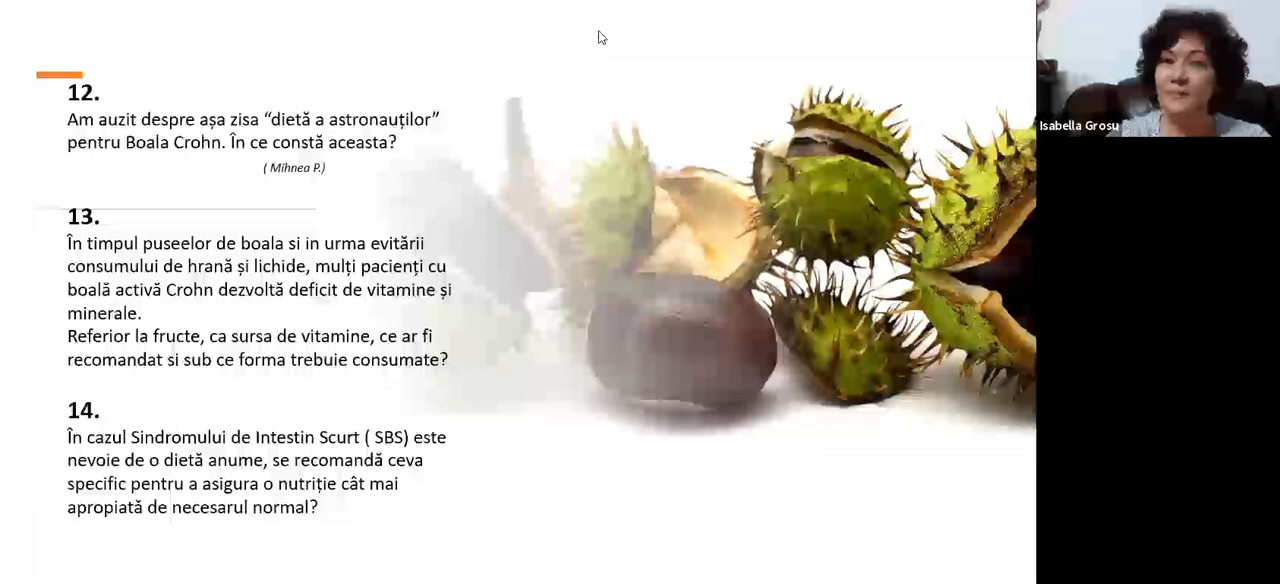 12.
Am auzit despre așa zisa “dietă a astronauților”
pentru Boala Crohn. În ce constă aceasta?
( Mihnea P.)
13.
În timpul puseelor de boala si in urma evitării
consumului de hrană și lichide, mulți pacienți cu
boală activă Crohn dezvoltă deficit de vitamine și
minerale.
Referior la fructe, ca sursa de vitamine, ce ar fi
recomandat si sub ce forma trebuie consumate?
14.
În cazul Sindromului de Intestin Scurt ( SBS) este
nevoie de o dietă anume, se recomandă ceva
specific pentru a asigura o nutriție cât mai
apropiată de necesarul normal?
Isabella Grosu